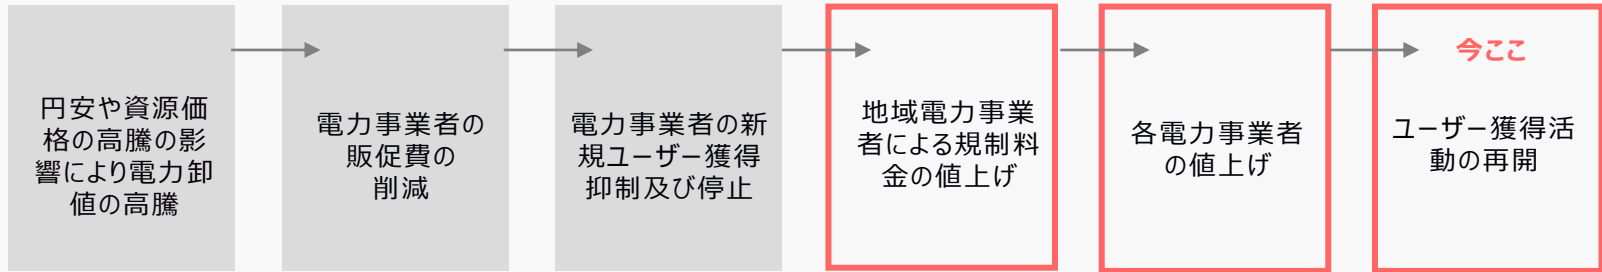 円安や資源価
格の高騰の影
響により電力卸
値の高騰
電力事業者の
販促費の
削減
電力事業者の新
規ユーザー獲得
抑制及び停止
地域電力事業
者による規制料
金の値上げ
各電力事業者
の値上げ
今ここ
ユーザー獲得活
動の再開